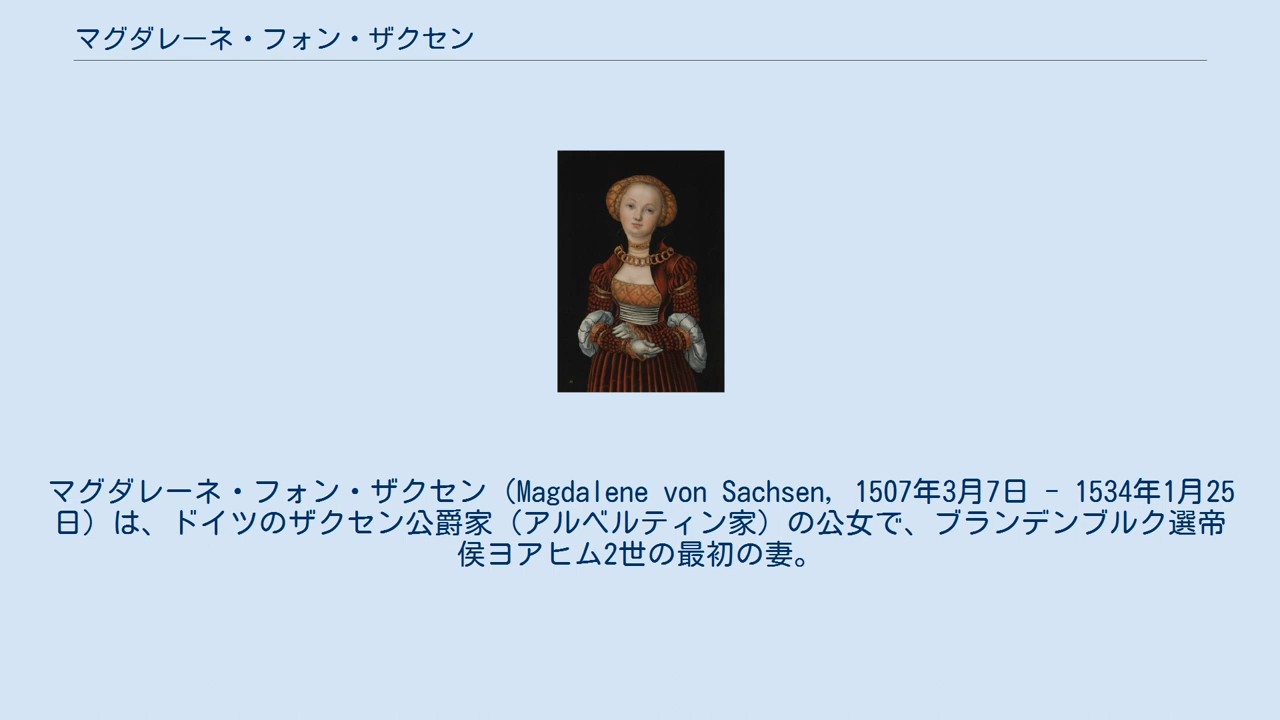 マグダレーネ・フォン・ザクセン
マグダレーネ・フォン・ザクセン（Magdalene von Sachsen, 1507年3月7日 - 1534年1月25
日）は、ドイツのザクセン公爵家（アルベルティン家）の公女で、ブランデンブルク選帝
侯ヨアヒム2世の最初の妻。